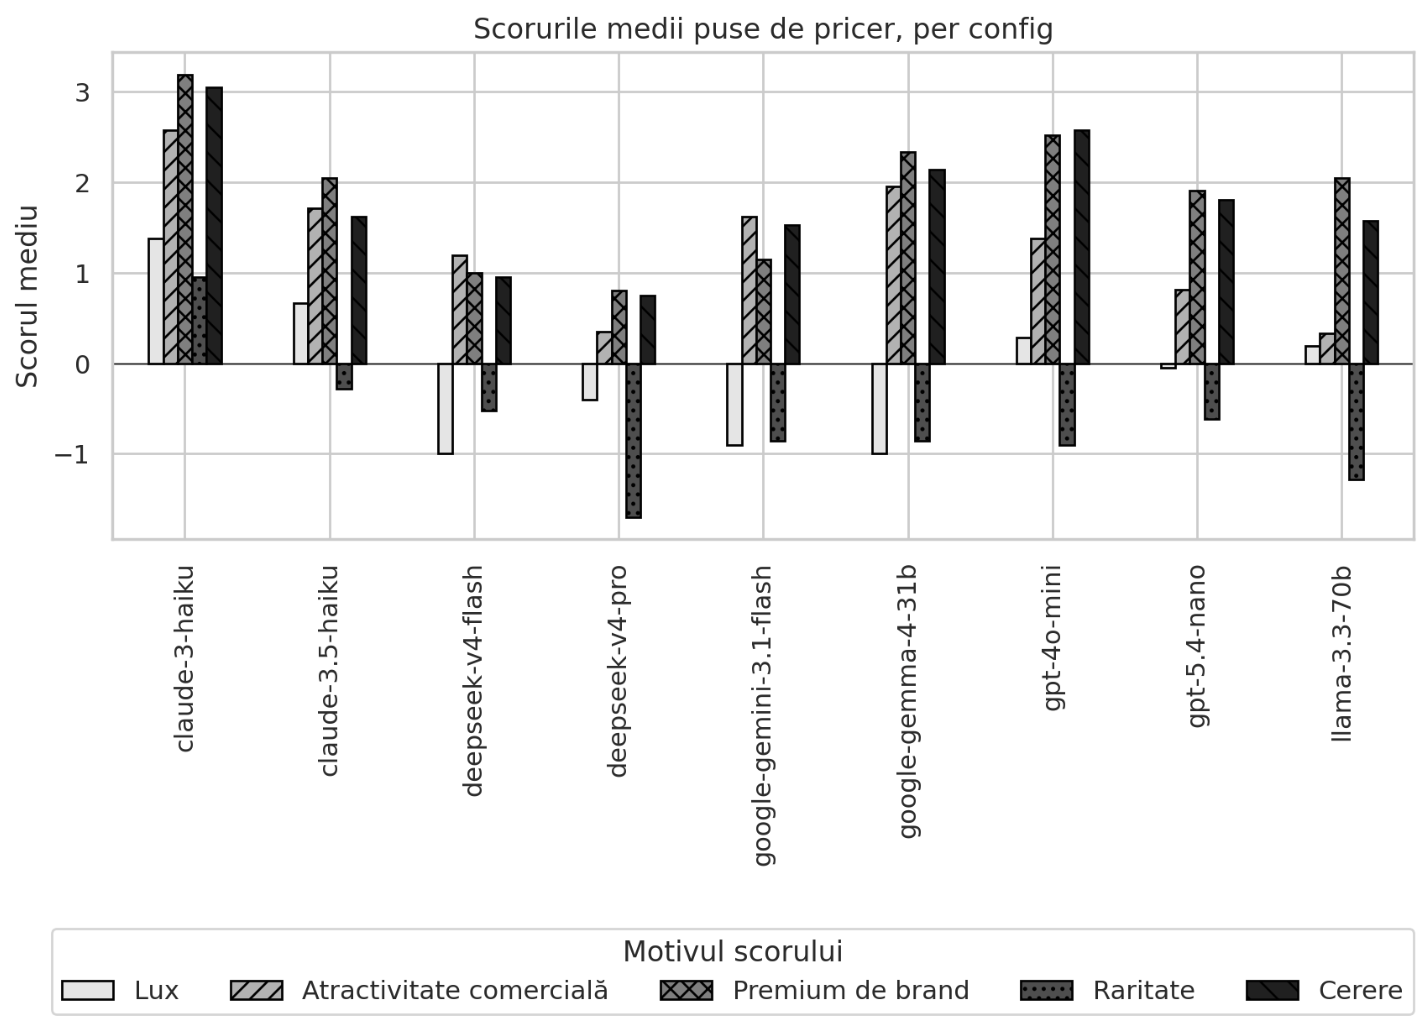 Scorurile medii puse de pricer, per config
Scorul mediu
3
2
1
0
−1
claude-3-haiku
claude-3.5-haiku
deepseek-v4-flash
deepseek-v4-pro
google-gemini-3.1-flash
google-gemma-4-31b
gpt-4o-mini
gpt-5.4-nano
llama-3.3-70b
Motivul scorului
Lux Atractivitate comercială Premium de brand Raritate Cerere